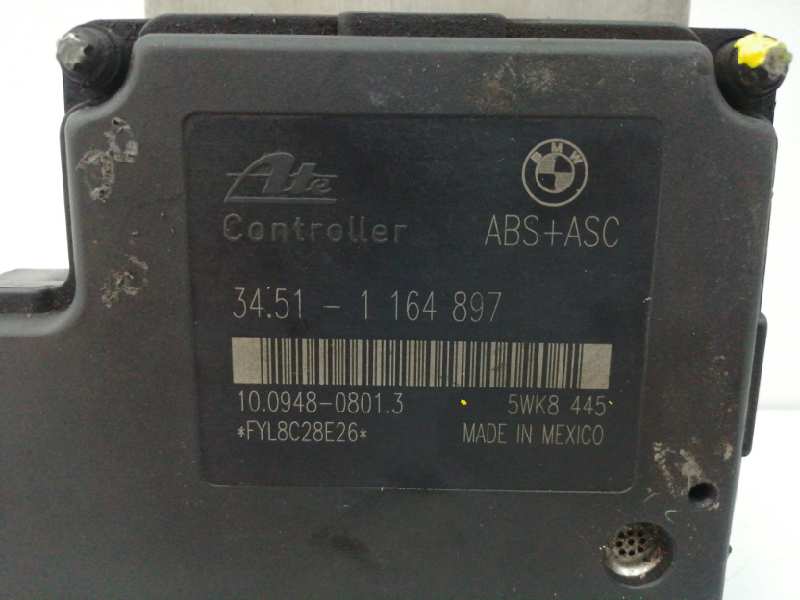 Ate
BMW
Controller ABS+ASC
34.51 - 1 164 897
10.0948-0801.3 5WK8 445
*FYL8C28E26* MADE IN MEXICO